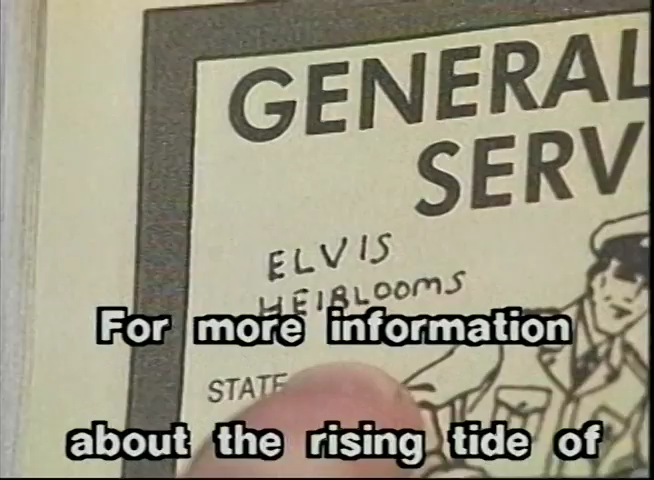 GENERAL
SERV
ELVIS
HEIRLOOMS
For more information
STATE
about the rising tide of